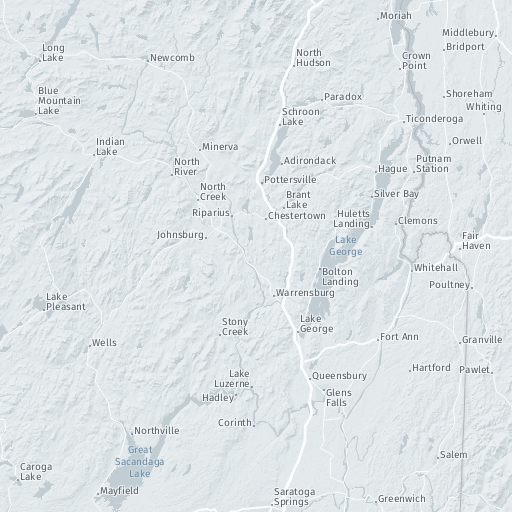 Moriah
Middlebury
Bridport
Long
Lake
Newcomb
North
Hudson
Crown
Point
Blue
Mountain
Lake
Paradox
Shoreham
Whiting
Schroon
Lake
Ticonderoga
Indian
Lake
Minerva
Orwell
North
River
Adirondack
Hague
Putnam
Station
Pottersville
North
Creek
Brant
Lake
Silver Bay
Riparius
Chestertown
Huletts
Landing
Clemons
Johnsburg
Lake
George
Fair
Haven
Bolton
Landing
Whitehall
Poultney
Lake
Pleasant
Warrensburg
Stony
Creek
Lake
George
Wells
Fort Ann
Granville
Lake
Luzerne
Queensbury
Hartford
Pawlet
Hadley
Glens
Falls
Corinth
Northville
Great
Sacandaga
Lake
Salem
Caroga
Lake
Mayfield
Saratoga
Springs
Greenwich